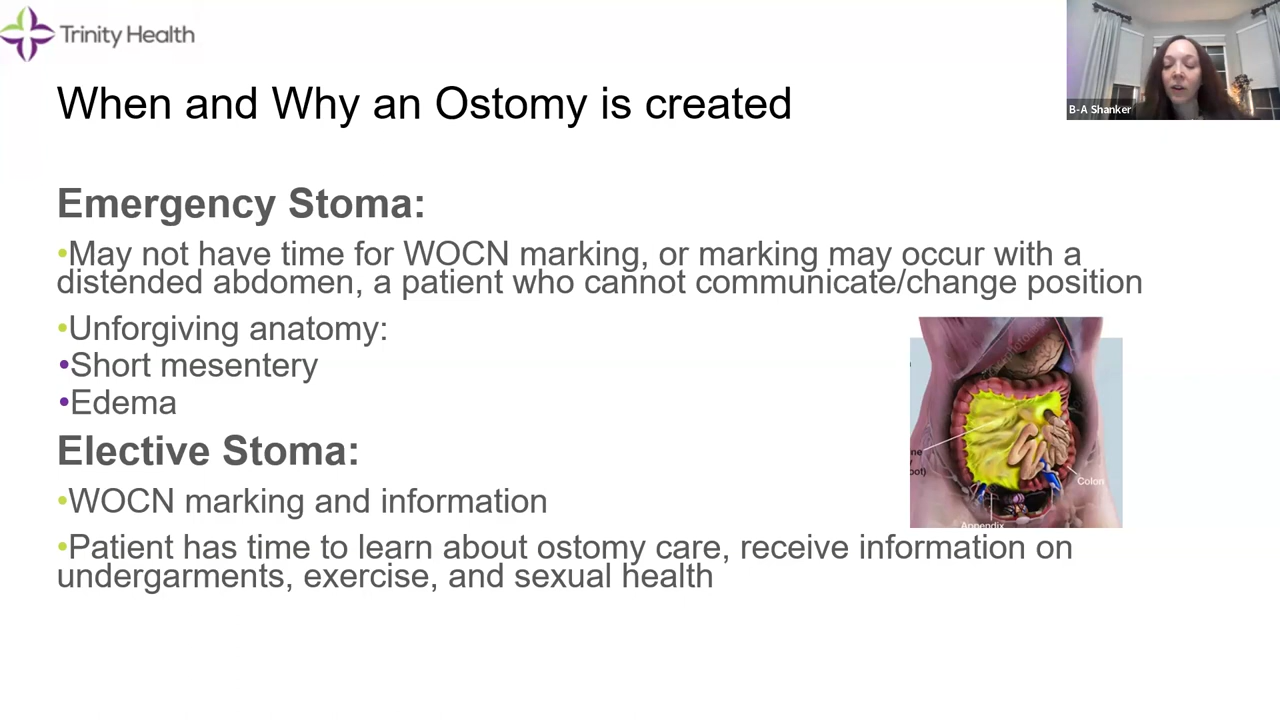 Trinity Health
B-A Shanker
When and Why an Ostomy is created
Emergency Stoma:
•May not have time for WOCN marking, or marking may occur with a
distended abdomen, a patient who cannot communicate/change position
•Unforgiving anatomy:
•Short mesentery
•Edema
Elective Stoma:
•WOCN marking and information
•Patient has time to learn about ostomy care, receive information on
undergarments, exercise, and sexual health
Colon
Appendix